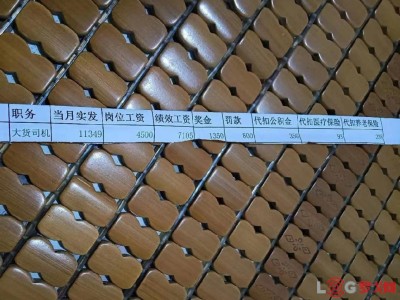 职务 当月实发 岗位工资 绩效工资 奖金 罚款 代扣公积金 代扣医疗保险 代扣养老保险
大货司机 11349 4500 7105 1350